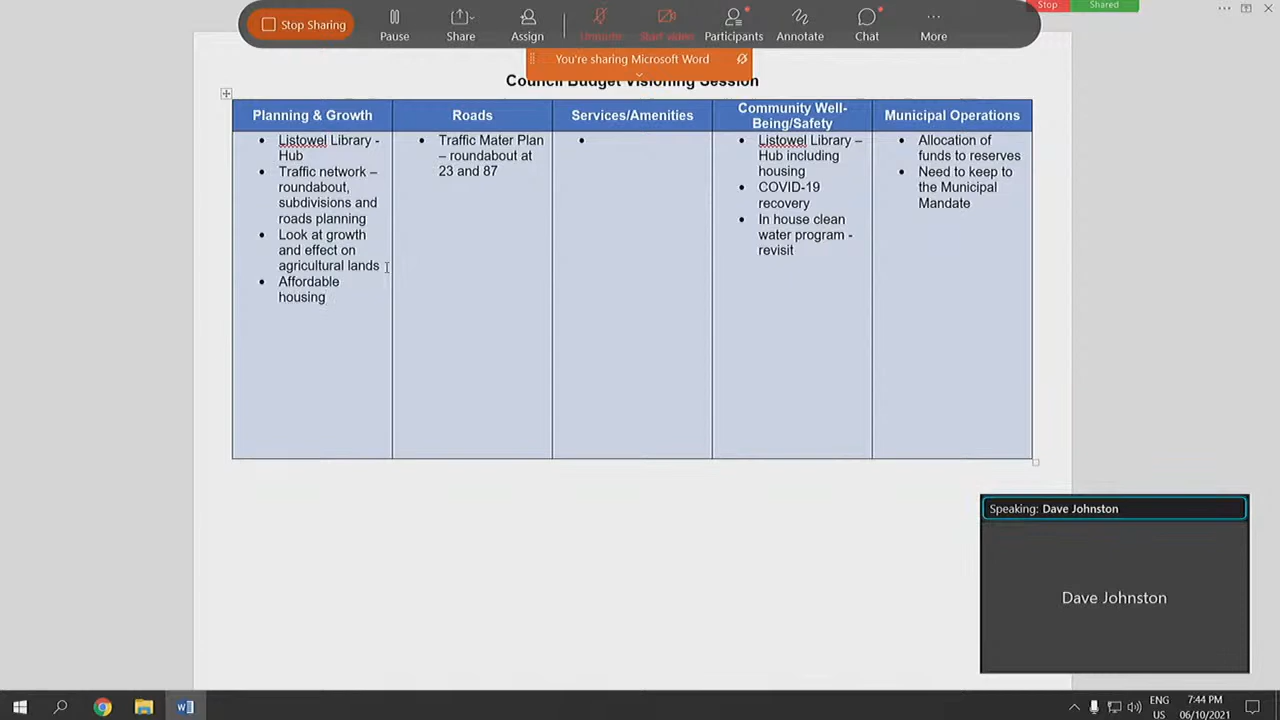 Stop Sharing
Pause
Share
Assign
Unmute
Start video
Participants
Annotate
Chat
More
Stop
Shared
You're sharing Microsoft Word
Council Budget Visioning Session
Planning & Growth
Roads
Services/Amenities
Community Well-
Being/Safety
Municipal Operations
• Listowel Library -
Hub
• Traffic network –
roundabout,
subdivisions and
roads planning
• Look at growth
and effect on
agricultural lands
• Affordable
housing
• Traffic Mater Plan
– roundabout at
23 and 87
•
• Listowel Library –
Hub including
housing
• COVID-19
recovery
• In house clean
water program -
revisit
• Allocation of
funds to reserves
• Need to keep to
the Municipal
Mandate
Speaking: Dave Johnston
Dave Johnston
ENG
US
7:44 PM
06/10/2021